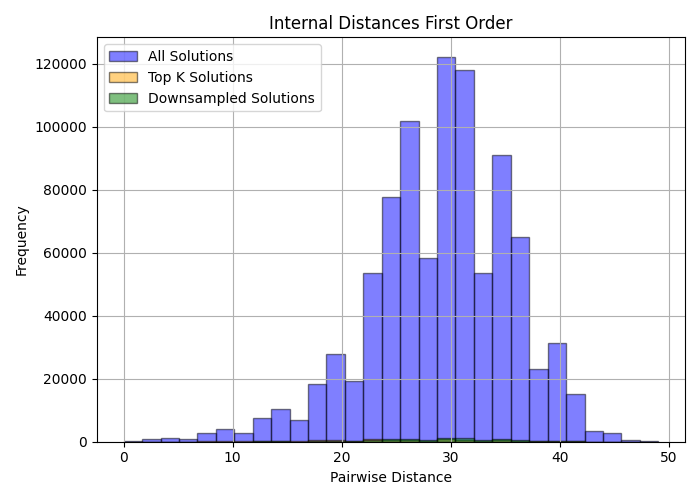 Internal Distances First Order
All Solutions
Top K Solutions
Downsampled Solutions
120000
100000
80000
60000
40000
20000
0
Frequency
0 10 20 30 40 50
Pairwise Distance